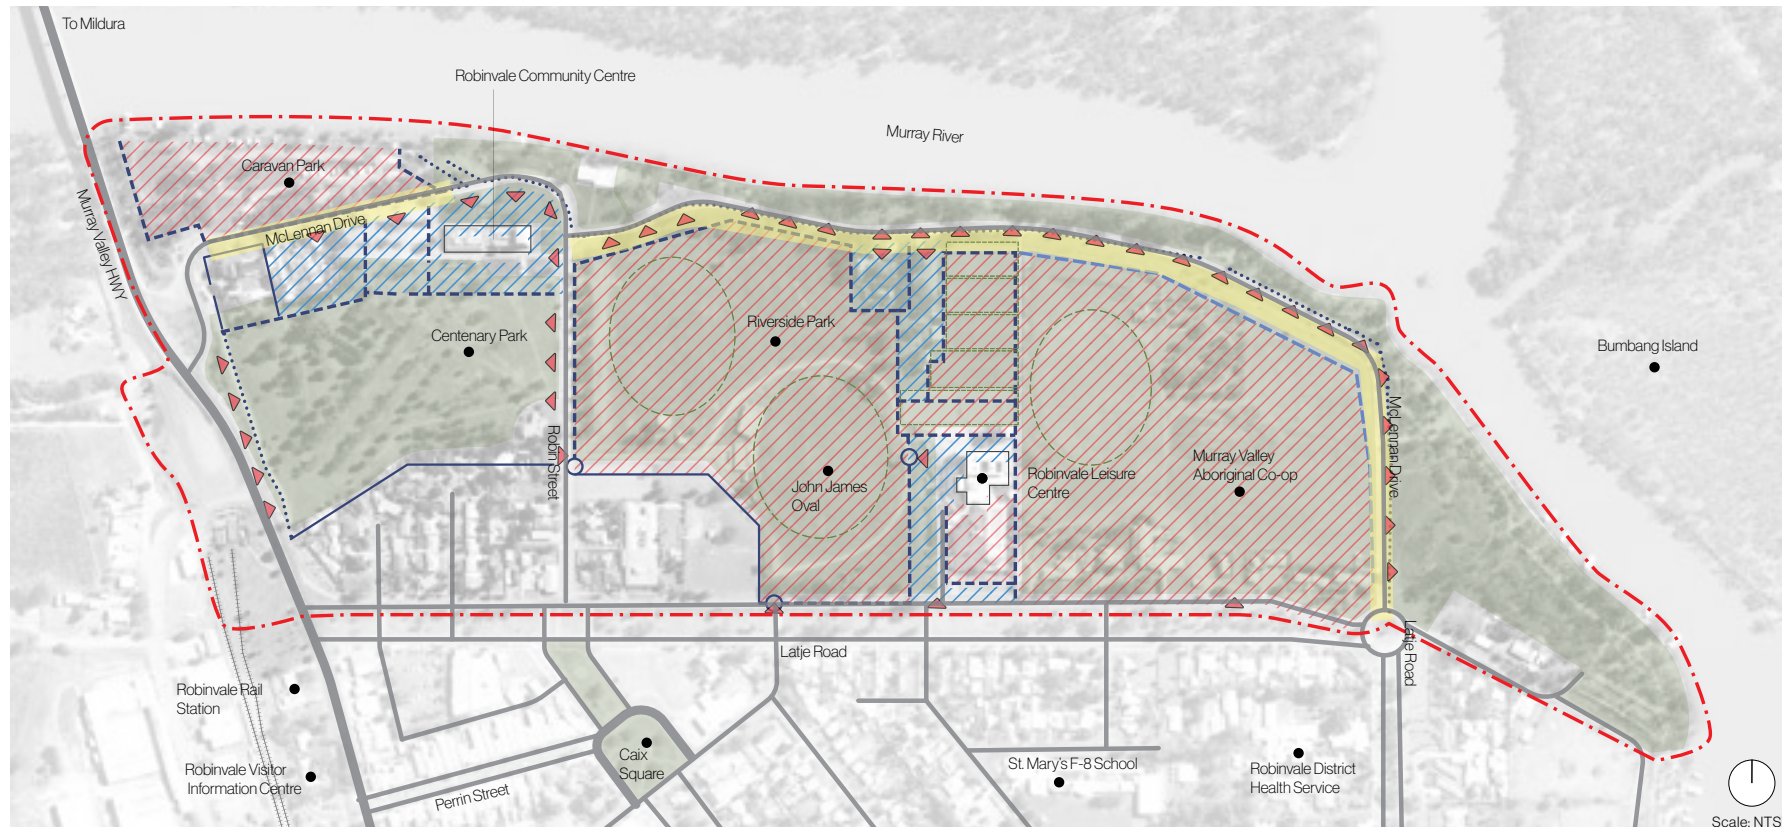 To Mildura
Robinvale Community Centre
Murray River
Caravan Park
Murray Valley HWY
McLennan Drive
Centenary Park
Riverside Park
Bumbang Island
Robin Street
John James
Oval
Robinvale Leisure
Centre
Murray Valley
Aboriginal Co-op
McLennan Drive
Latje Road
Latje Road
Robinvale Rail
Station
Caix
Square
Robinvale Visitor
Information Centre
Perrin Street
St. Mary's F-8 School
Robinvale District
Health Service
Scale: NTS